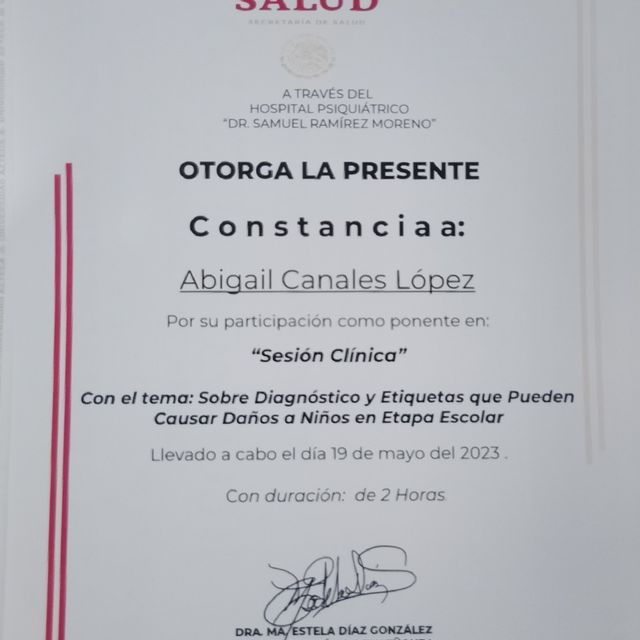 SALUD
SECRETARÍA DE SALUD
A TRAVÉS DEL
HOSPITAL PSIQUIÁTRICO
"DR. SAMUEL RAMÍREZ MORENO"
OTORGA LA PRESENTE
Constancia a:
Abigail Canales López
Por su participación como ponente en:
“Sesión Clínica”
Con el tema: Sobre Diagnóstico y Etiquetas que Pueden
Causar Daños a Niños en Etapa Escolar
Llevado a cabo el día 19 de mayo del 2023 .
Con duración: de 2 Horas
DRA. MA. ESTELA DÍAZ GONZÁLEZ